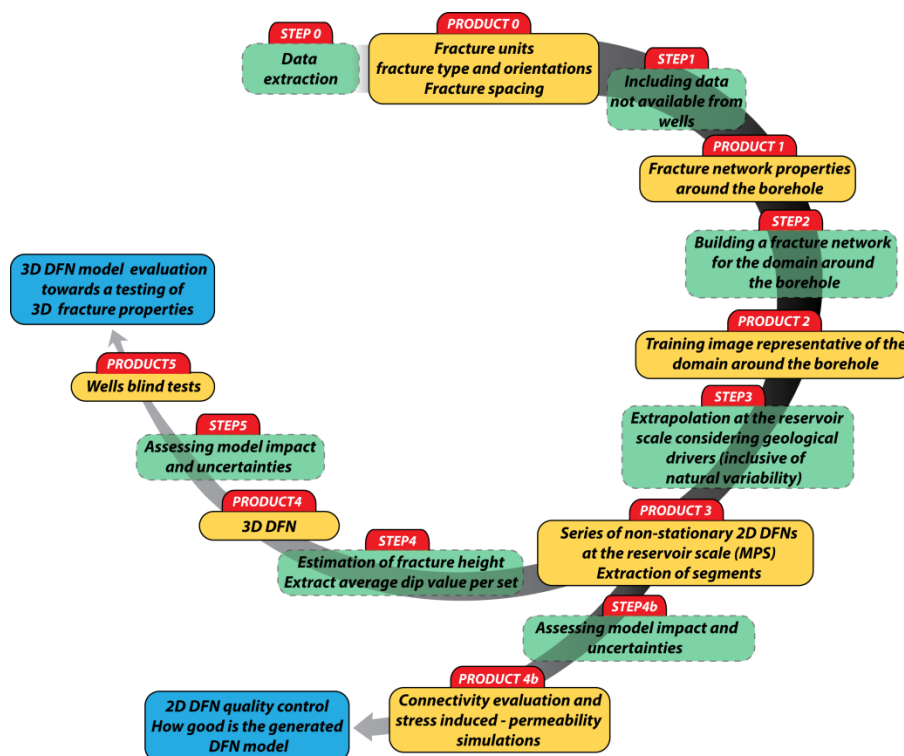 STEP 0
Data
extraction
PRODUCT 0
Fracture units
fracture type and orientations
Fracture spacing
STEP1
Including data
not available from
wells
PRODUCT 1
Fracture network properties
around the borehole
STEP2
Building a fracture network
for the domain around
the borehole
PRODUCT 2
Training image representative of the
domain around the borehole
STEP3
Extrapolation at the reservoir
scale considering geological
drivers (inclusive of
natural variability)
PRODUCT 3
Series of non-stationary 2D DFNs
at the reservoir scale (MPS)
Extraction of segments
STEP4
Estimation of fracture height
Extract average dip value per set
PRODUCT4
3D DFN
STEP5
Assessing model impact
and uncertainties
PRODUCT5
Wells blind tests
3D DFN model evaluation
towards a testing of
3D fracture properties
STEP4b
Assessing model impact and
uncertainties
PRODUCT 4b
Connectivity evaluation and
stress induced - permeability
simulations
2D DFN quality control
How good is the generated
DFN model